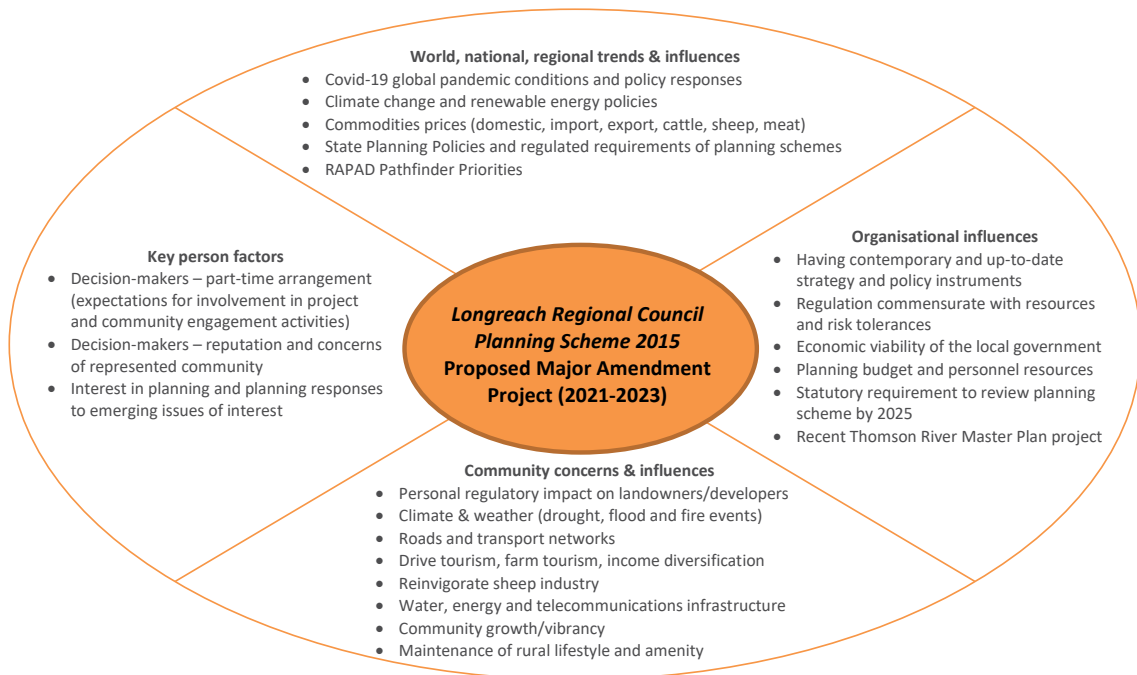 World, national, regional trends & influences
• Covid-19 global pandemic conditions and policy responses
• Climate change and renewable energy policies
• Commodities prices (domestic, import, export, cattle, sheep, meat)
• State Planning Policies and regulated requirements of planning schemes
• RAPAD Pathfinder Priorities
Key person factors
• Decision-makers – part-time arrangement
(expectations for involvement in project
and community engagement activities)
• Decision-makers – reputation and concerns
of represented community
• Interest in planning and planning responses
to emerging issues of interest
Longreach Regional Council
Planning Scheme 2015
Proposed Major Amendment
Project (2021-2023)
Organisational influences
• Having contemporary and up-to-date
strategy and policy instruments
• Regulation commensurate with resources
and risk tolerances
• Economic viability of the local government
• Planning budget and personnel resources
• Statutory requirement to review planning
scheme by 2025
• Recent Thomson River Master Plan project
Community concerns & influences
• Personal regulatory impact on landowners/developers
• Climate & weather (drought, flood and fire events)
• Roads and transport networks
• Drive tourism, farm tourism, income diversification
• Reinvigorate sheep industry
• Water, energy and telecommunications infrastructure
• Community growth/vibrancy
• Maintenance of rural lifestyle and amenity